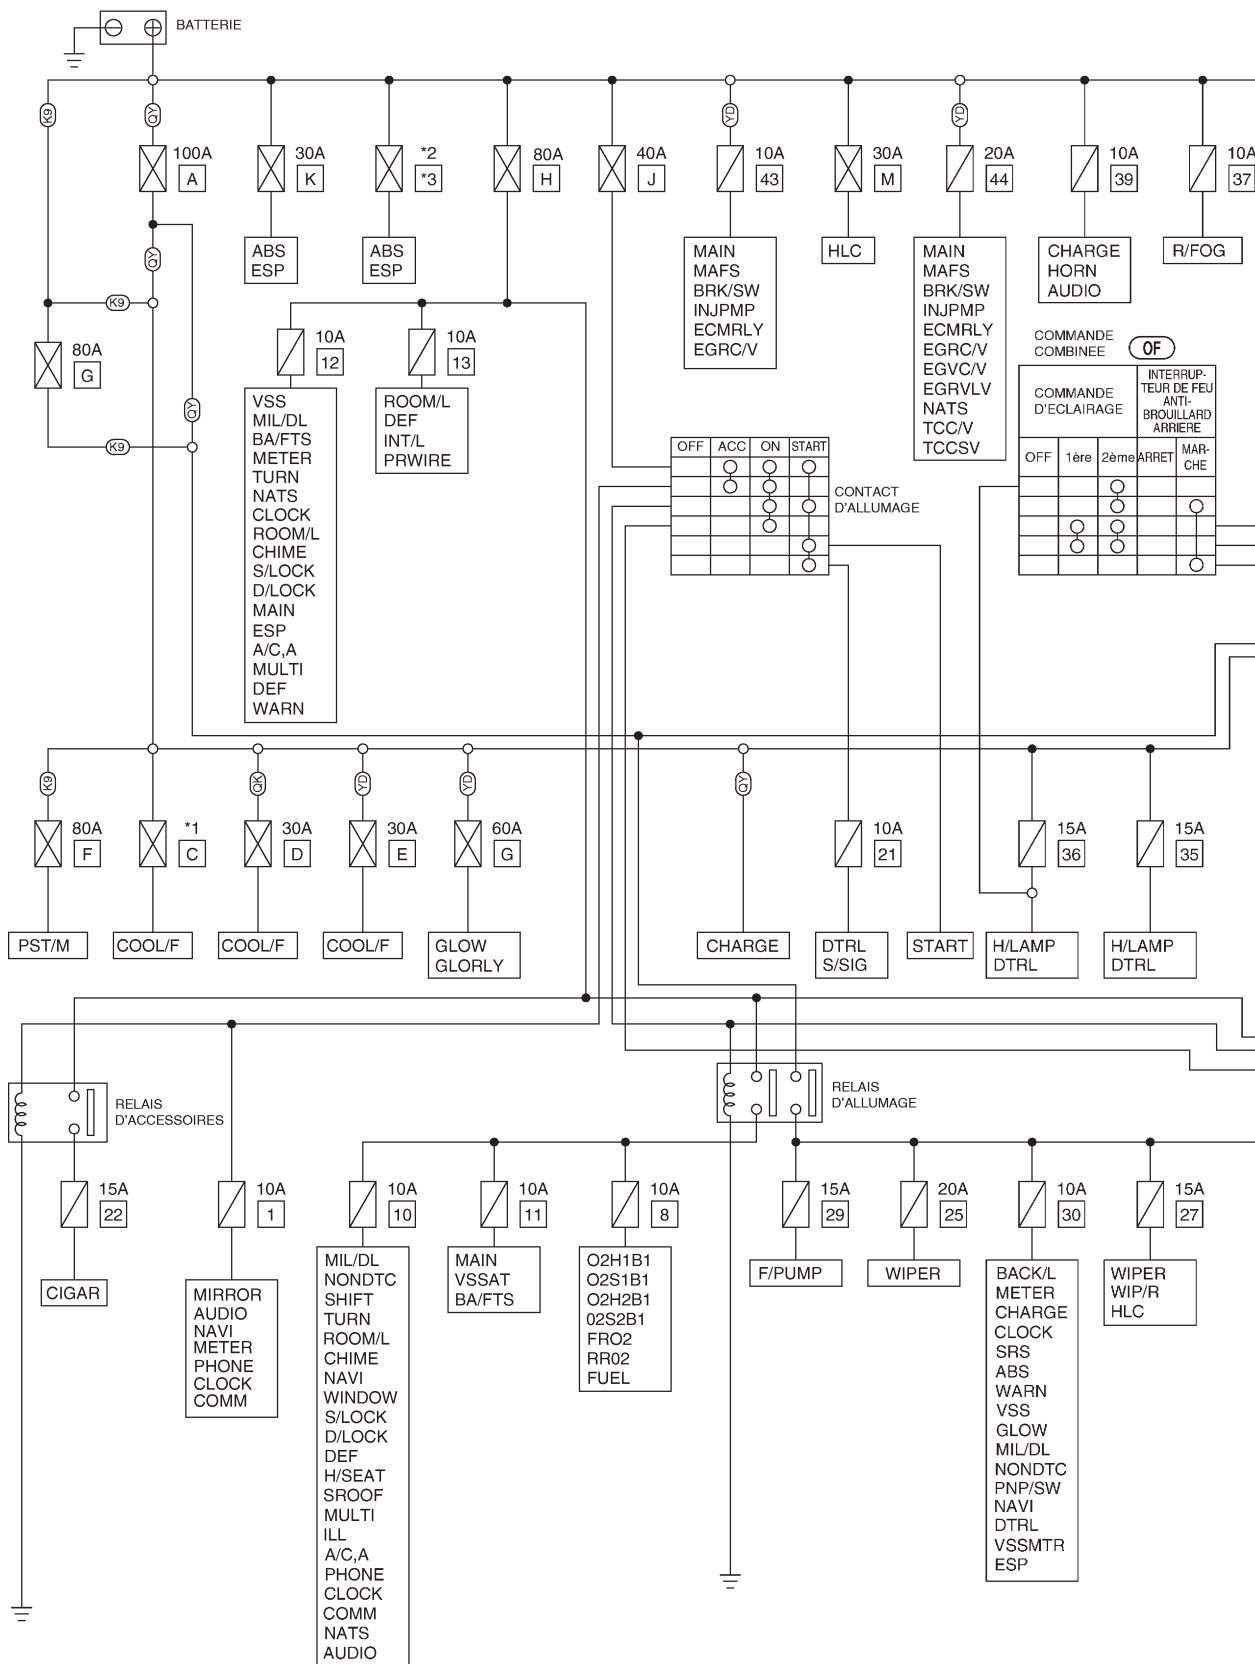 BATTERIE
K9
QY
YD
YD
100A
A
30A
K
*2
*3
80A
H
40A
J
10A
43
30A
M
20A
44
10A
39
10A
37
QY
ABS
ESP
ABS
ESP
MAIN
MAFS
BRK/SW
INJPMP
ECMRLY
EGRC/V
HLC
MAIN
MAFS
BRK/SW
INJPMP
ECMRLY
EGRC/V
EGVC/V
EGRVLV
NATS
TCC/V
TCCSV
CHARGE
HORN
AUDIO
R/FOG
K9
80A
G
QY
K9
10A
12
10A
13
VSS
MIL/DL
BA/FTS
METER
TURN
NATS
CLOCK
ROOM/L
CHIME
S/LOCK
D/LOCK
MAIN
ESP
A/C,A
MULTI
DEF
WARN
ROOM/L
DEF
INT/L
PRWIRE
OFF
ACC
ON
START
CONTACT
D'ALLUMAGE
COMMANDE
COMBINEE
OF
COMMANDE
D'ECLAIRAGE
INTERRUP-
TEUR DE FEU
ANTI-
BROUILLARD
ARRIERE
OFF
1ère
2ème
ARRET
MAR-
CHE
K9
QK
YD
YD
QY
80A
F
*1
C
30A
D
30A
E
60A
G
10A
21
15A
36
15A
35
PST/M
COOL/F
COOL/F
COOL/F
GLOW
GLORLY
CHARGE
DTRL
S/SIG
START
H/LAMP
DTRL
H/LAMP
DTRL
RELAIS
D'ACCESSOIRES
RELAIS
D'ALLUMAGE
15A
22
10A
1
10A
10
10A
11
10A
8
15A
29
20A
25
10A
30
15A
27
CIGAR
MIRROR
AUDIO
NAVI
METER
PHONE
CLOCK
COMM
MIL/DL
NONDTC
SHIFT
TURN
ROOM/L
CHIME
NAVI
WINDOW
S/LOCK
D/LOCK
DEF
H/SEAT
SROOF
MULTI
ILL
A/C,A
PHONE
CLOCK
COMM
NATS
AUDIO
MAIN
VSSAT
BA/FTS
O2H1B1
O2S1B1
O2H2B1
02S2B1
FRO2
RR02
FUEL
F/PUMP
WIPER
BACK/L
METER
CHARGE
CLOCK
SRS
ABS
WARN
VSS
GLOW
MIL/DL
NONDTC
PNP/SW
NAVI
DTRL
VSSMTR
ESP
WIPER
WIP/R
HLC